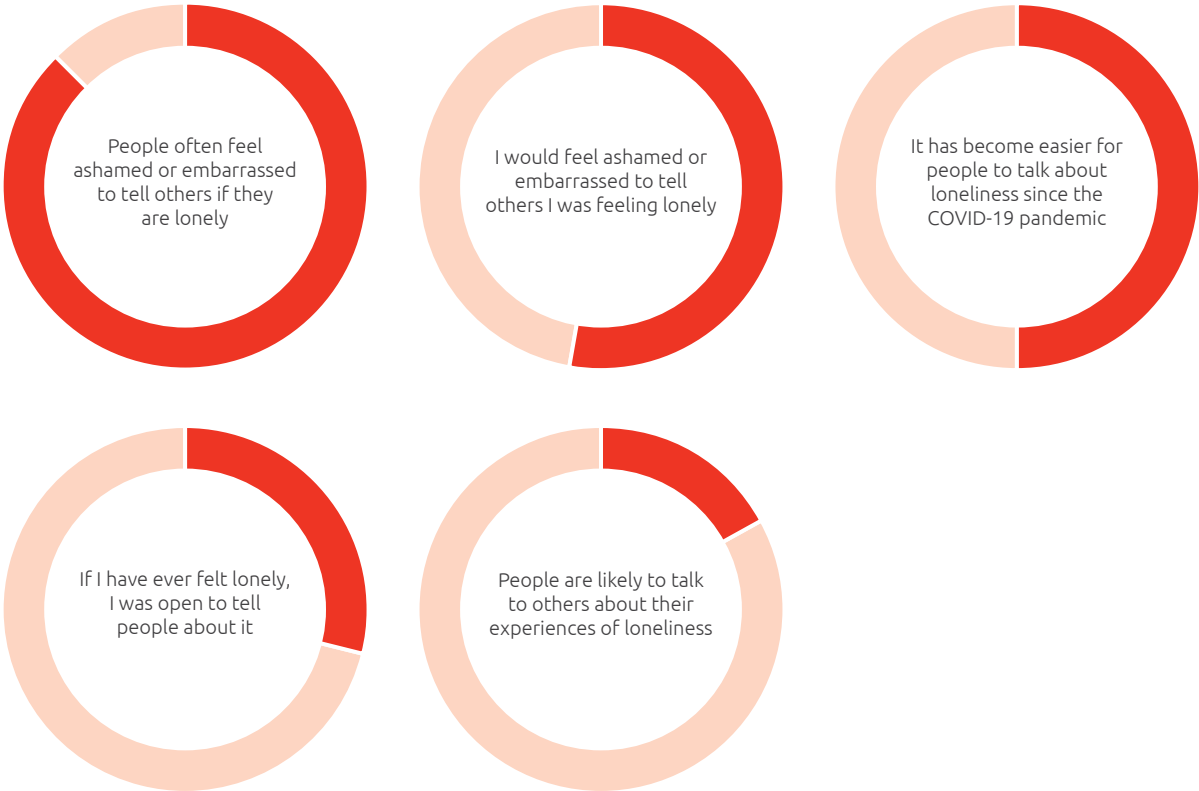 People often feel
ashamed or embarrassed
to tell others if they
are lonely
I would feel ashamed or
embarrassed to tell
others I was feeling lonely
It has become easier for
people to talk about
loneliness since the
COVID-19 pandemic
If I have ever felt lonely,
I was open to tell
people about it
People are likely to talk
to others about their
experiences of loneliness